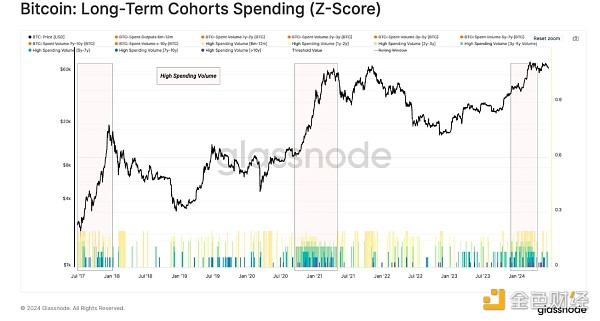 Bitcoin: Long-Term Cohorts Spending (Z-Score)
BTC: Price [USD] BTC: Spent Outputs 6m-12m BTC: Spent Volume 1y-2y [BTC] BTC: Spent Volume 2y-3y [BTC] BTC: Spent Volume 3y-5y [BTC] BTC: Spent Volume 5y-7y [BTC] Reset zoom
BTC: Spent Volume 7y-10y [BTC] BTC: Spent Volume >10y [BTC] High Spending Volume [6m-12m] High Spending Volume [1y-2y] High Spending Volume [2y-3y] High Spending Volume [3y-5y Volume]
High Spending Volume [5y-7y] High Spending Volume [7y-10y] High Spending Volume [>10y] Threshold Value Rolling Window
High Spending Volume
$60k
$20k 0.9
$8k 0.6
$4k 0.3
$1k 0
glassnode
Jul '17 Jan '18 Jul '18 Jan '19 Jul '19 Jan '20 Jul '20 Jan '21 Jul '21 Jan '22 Jul '22 Jan '23 Jul '23 Jan '24
© 2024 Glassnode. All Rights Reserved.
glassnode
金色财经